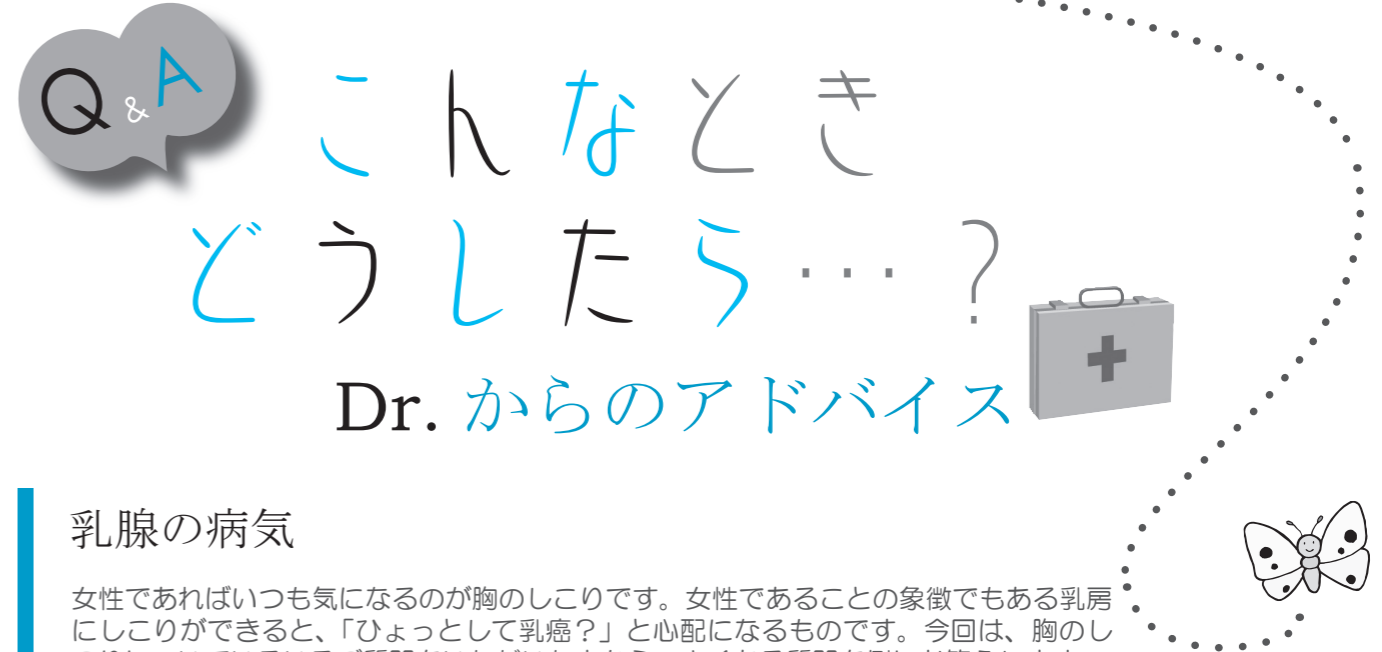 Q & A
こんなとき
どうしたら…?
Dr. からのアドバイス
乳腺の病気
女性であればいつも気になるのが胸のしこりです。女性であることの象徴でもある乳房
にしこりができると、「ひょっとして乳癌?」と心配になるものです。今回は、胸のし